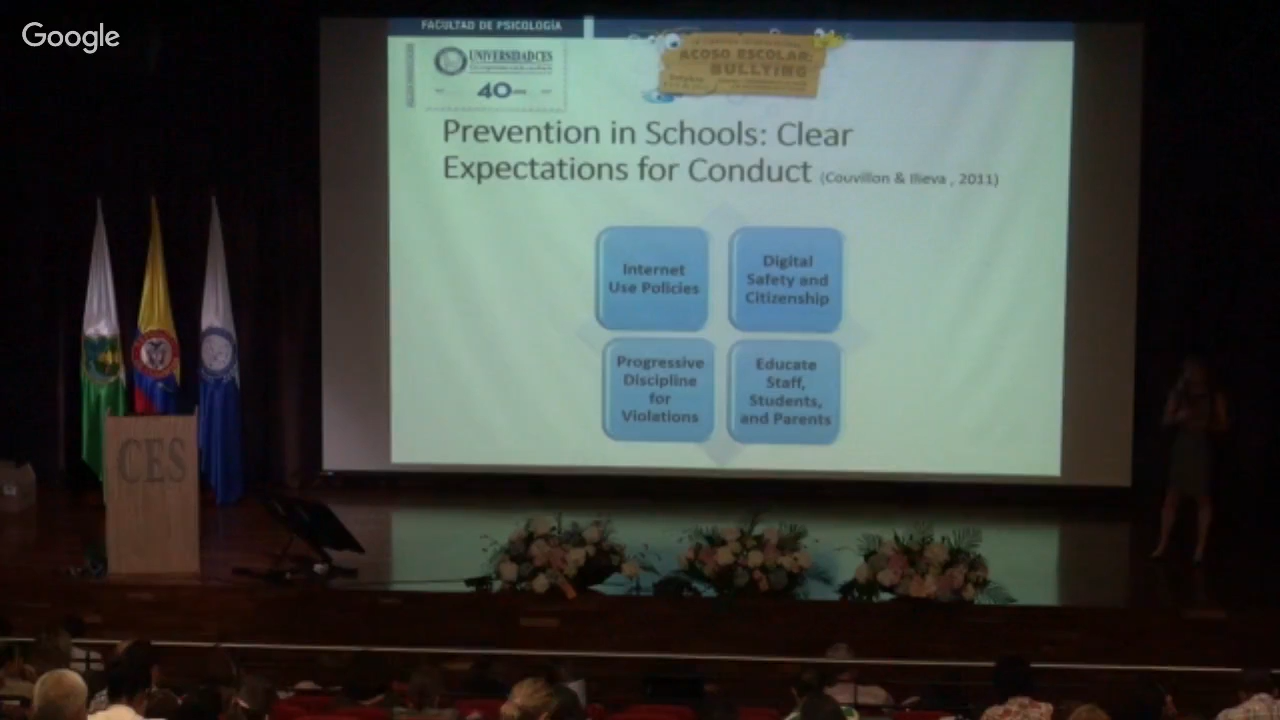 Google
FACULTAD DE PSICOLOGÍA
UNIVERSIDAD CES
40
ACOSO ESCOLAR:
BULLYING
Prevention in Schools: Clear
Expectations for Conduct (Couvillon & Ilieva , 2011)
Internet
Use Policies
Digital
Safety and
Citizenship
Progressive
Discipline
for
Violations
Educate
Staff,
Students,
and Parents
CES